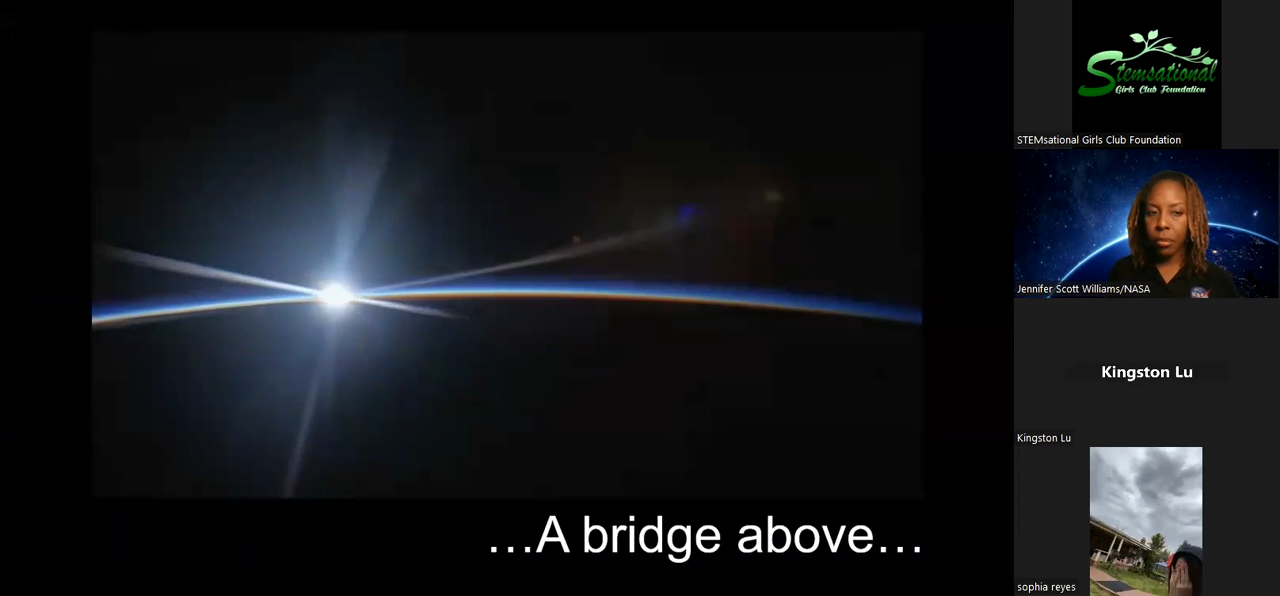 Stemsational
Girls Club Foundation
STEMsational Girls Club Foundation
NASA
Jennifer Scott Williams/NASA
Kingston Lu
Kingston Lu
sophia reyes
...A bridge above...